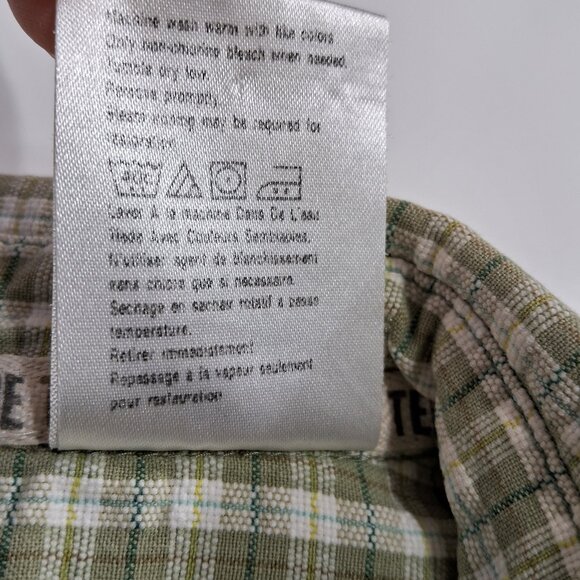 Machine wash warm with like colors
Only non-chlorine bleach when needed.
Tumble dry low.
Remove promptly.
steam ironing may be required for
restoration
Laver A la machine Dans De L'eau
Tiede Avec Couleurs Semblables,
N'utiliser agent de blanchissement
sans chlore que si necessaire.
Sechage en sachair rotatif a basse
temperature.
Retirer immediatement
Repassage a la vapeur seulement
pour restauration
E
TE